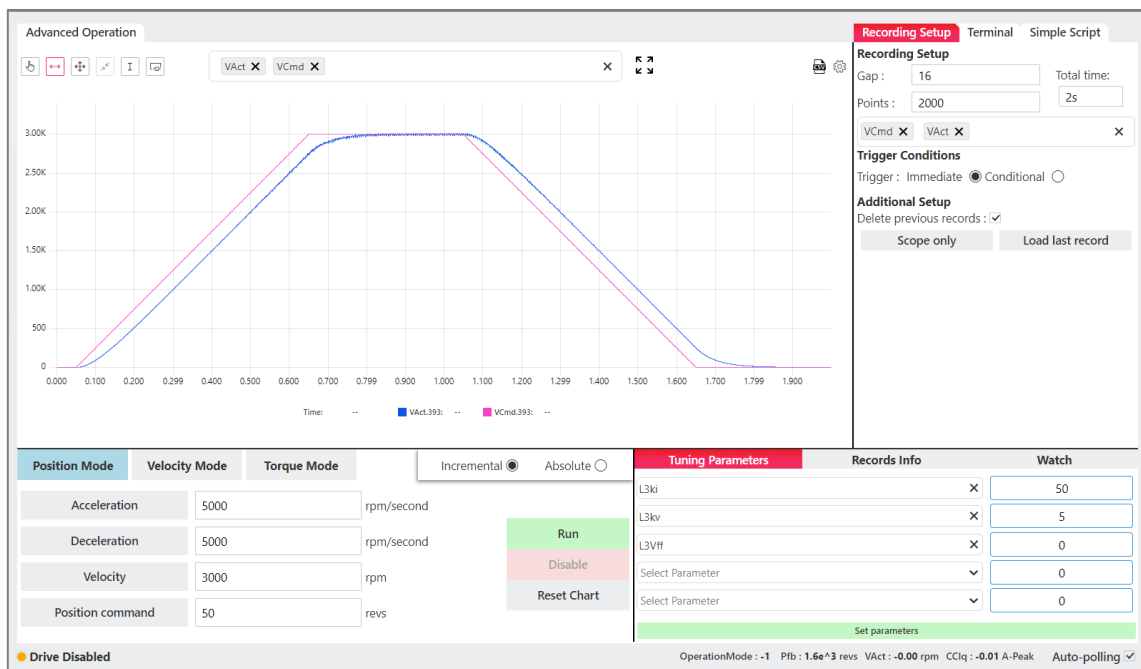 Advanced Operation
Recording Setup Terminal Simple Script
VAct VCmd
CSV
Recording Setup
Gap : 16 Total time:
Points : 2000 2s
VCmd VAct
Trigger Conditions
Trigger : Immediate Conditional
Additional Setup
Delete previous records :
Scope only Load last record
3.00K
2.50K
2.00K
1.50K
1.00K
500
0
0.000 0.100 0.200 0.299 0.400 0.500 0.600 0.700 0.799 0.900 1.000 1.100 1.200 1.299 1.400 1.500 1.600 1.700 1.799 1.900
Time: -- VAct.393: -- VCmd.393: --
Position Mode Velocity Mode Torque Mode Incremental Absolute
Acceleration 5000 rpm/second
Deceleration 5000 rpm/second
Velocity 3000 rpm
Position command 50 revs
Run
Disable
Reset Chart
Tuning Parameters Records Info Watch
L3ki 50
L3kv 5
L3Vff 0
Select Parameter 0
Select Parameter 0
Set parameters
Drive Disabled
OperationMode : -1 Pfb : 1.6e^3 revs VAct : -0.00 rpm CCIq : -0.01 A-Peak Auto-polling